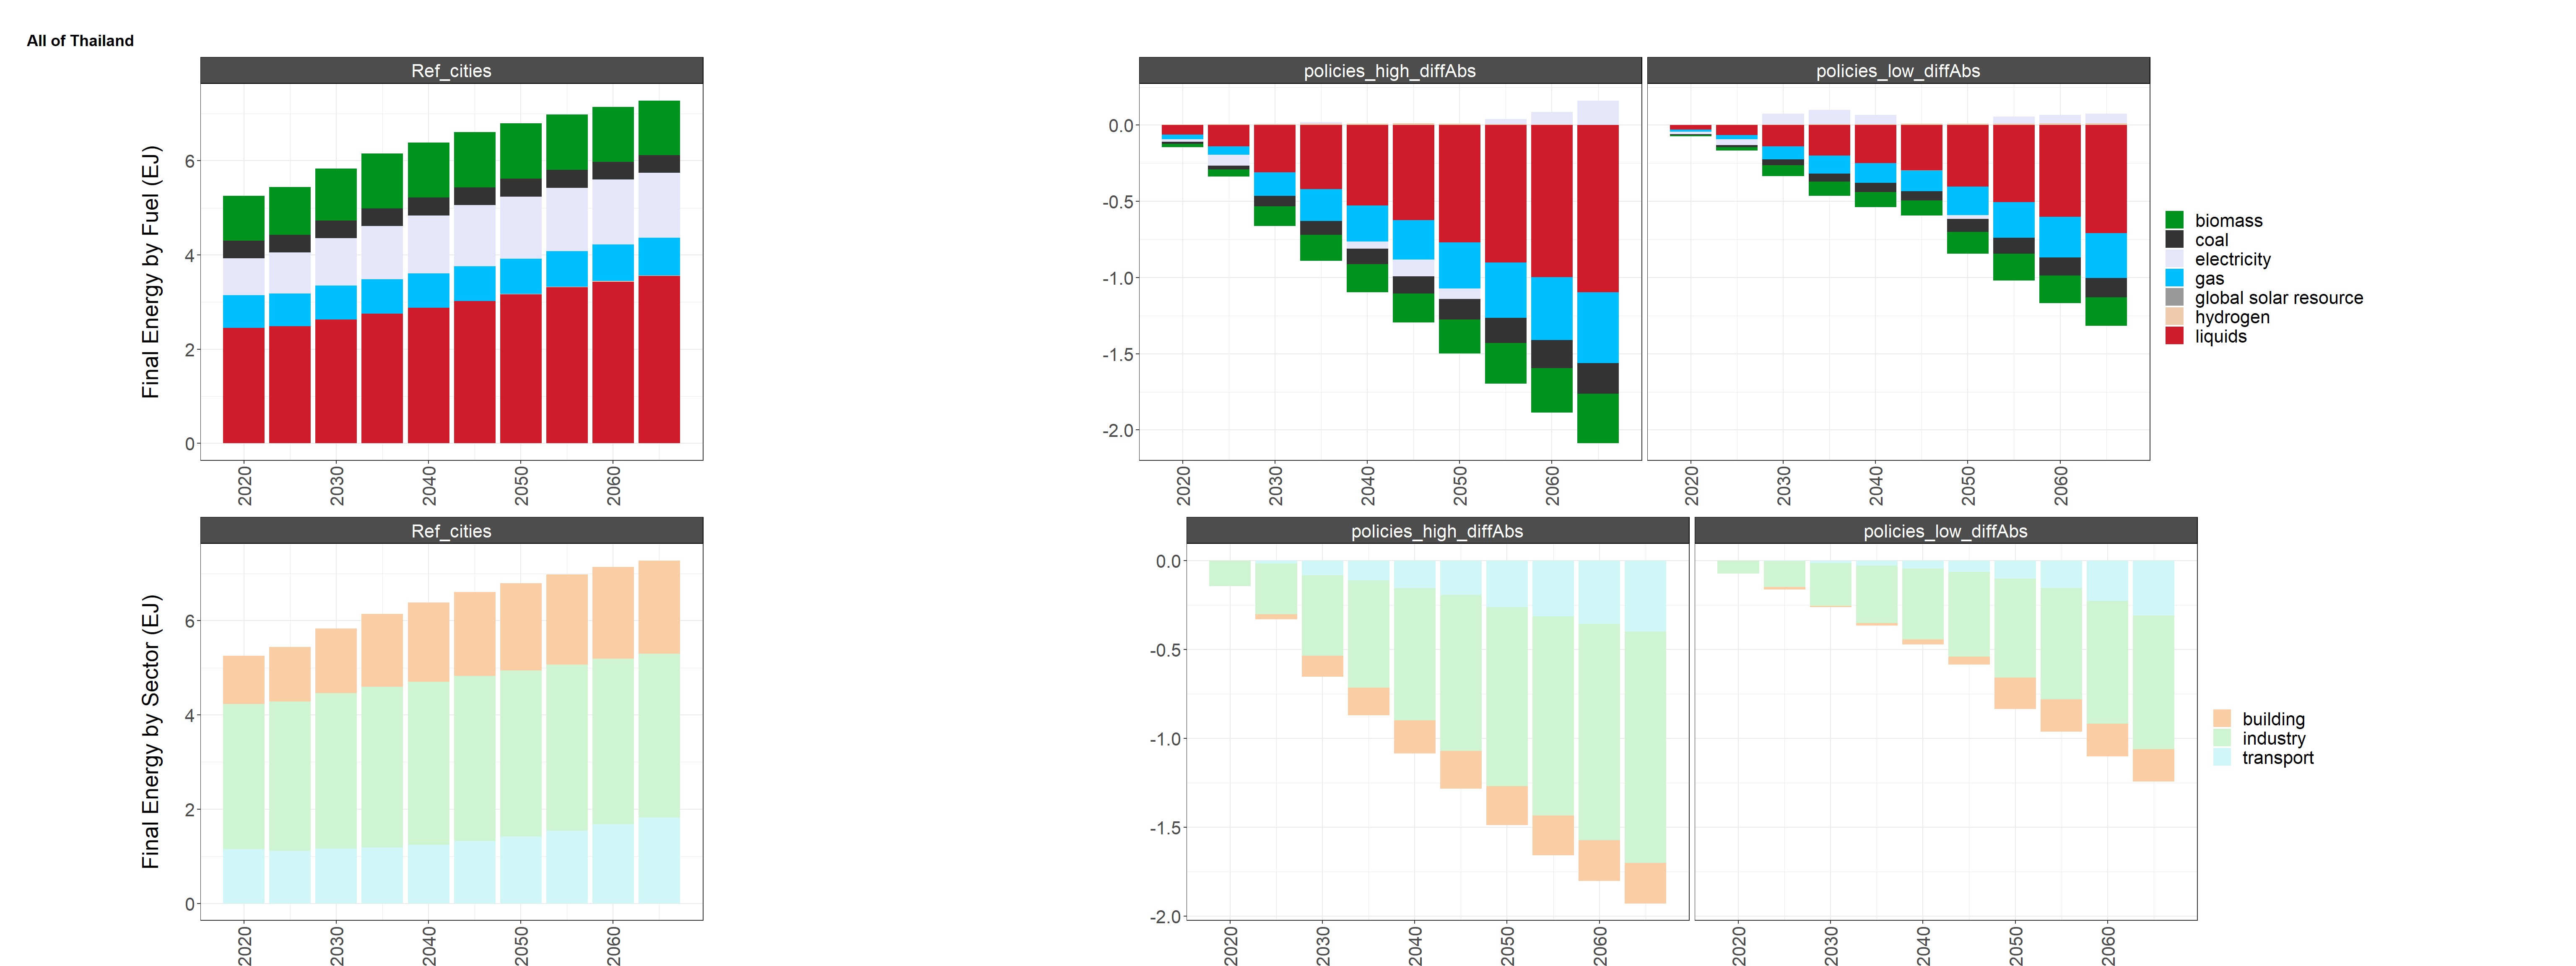 All of Thailand
Ref_cities
policies_high_diffAbs
policies_low_diffAbs
Final Energy by Fuel (EJ)
6
4
2
0
0.0
-0.5
-1.0
-1.5
-2.0
2020
2030
2040
2050
2060
2020
2030
2040
2050
2060
2020
2030
2040
2050
2060
biomass
coal
electricity
gas
global solar resource
hydrogen
liquids
Ref_cities
policies_high_diffAbs
policies_low_diffAbs
Final Energy by Sector (EJ)
6
4
2
0
0.0
-0.5
-1.0
-1.5
-2.0
2020
2030
2040
2050
2060
2020
2030
2040
2050
2060
2020
2030
2040
2050
2060
building
industry
transport